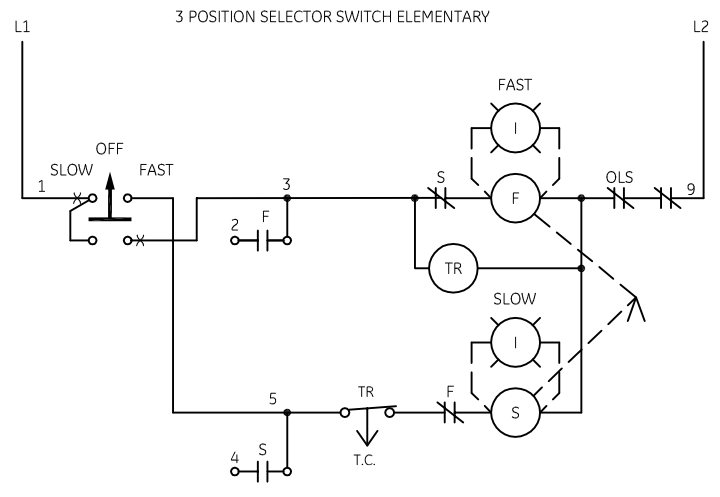 3 POSITION SELECTOR SWITCH ELEMENTARY
L1
L2
FAST
I
OFF
SLOW
FAST
1
X
3
S
F
OLS
9
2
F
X
TR
SLOW
I
5
TR
F
S
4
S
T.C.